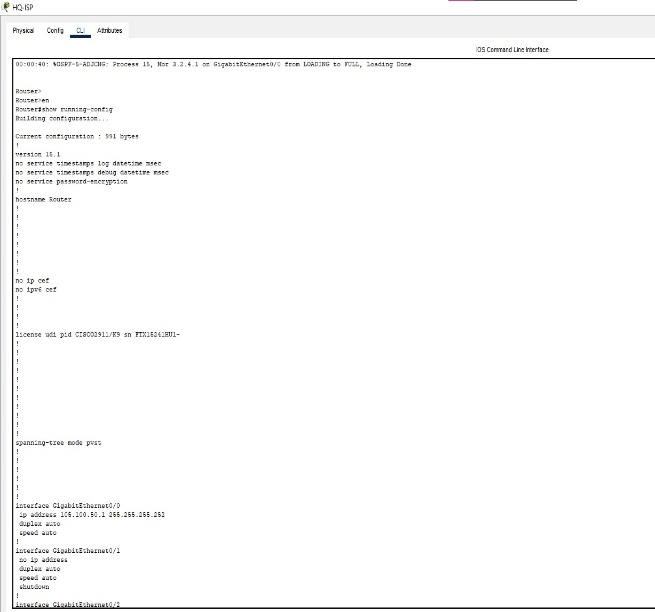 HQ-ISP
Physical Config CLI Attributes
IOS Command Line Interface
00:00:40: %OSPF-5-ADJCHG: Process 15, Nbr 3.2.4.1 on GigabitEthernet0/0 from LOADING to FULL, Loading Done
Router>
Router>en
Router#show running-config
Building configuration...
Current configuration : 991 bytes
!
version 15.1
no service timestamps log datetime msec
no service timestamps debug datetime msec
no service password-encryption
!
hostname Router
!
!
!
!
!
!
!
!
no ip cef
no ipv6 cef
!
!
!
!
license udi pid CISCO2911/K9 sn FTX15241HU1-
!
!
!
!
!
!
!
!
!
!
!
spanning-tree mode pvst
!
!
!
!
!
!
interface GigabitEthernet0/0
ip address 105.100.50.1 255.255.255.252
duplex auto
speed auto
!
interface GigabitEthernet0/1
no ip address
duplex auto
speed auto
shutdown
!
interface GigabitEthernet0/2